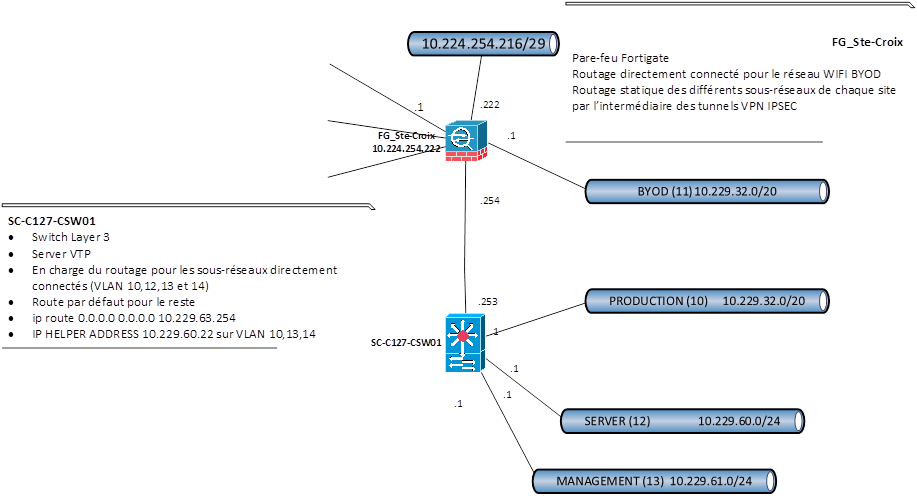 10.224.254.216/29
FG_Ste-Croix
Pare-feu Fortigate
Routage directement connecté pour le réseau WIFI BYOD
Routage statique des différents sous-réseaux de chaque site
par l’intermédiaire des tunnels VPN IPSEC
.222
.1
FG_Ste-Croix
10.224.254,222
.1
BYOD (11) 10.229.32.0/20
.254
SC-C127-CSW01
• Switch Layer 3
• Server VTP
• En charge du routage pour les sous-réseaux directement
connectés (VLAN 10,12,13 et 14)
• Route par défaut pour le reste
• ip route 0.0.0.0 0.0.0.0 10.229.63.254
• IP HELPER ADDRESS 10.229.60.22 sur VLAN 10,13,14
.253
PRODUCTION (10) 10.229.32.0/20
.1
SC-C127-CSW01
.1
.1
.1
SERVER (12) 10.229.60.0/24
MANAGEMENT (13) 10.229.61.0/24